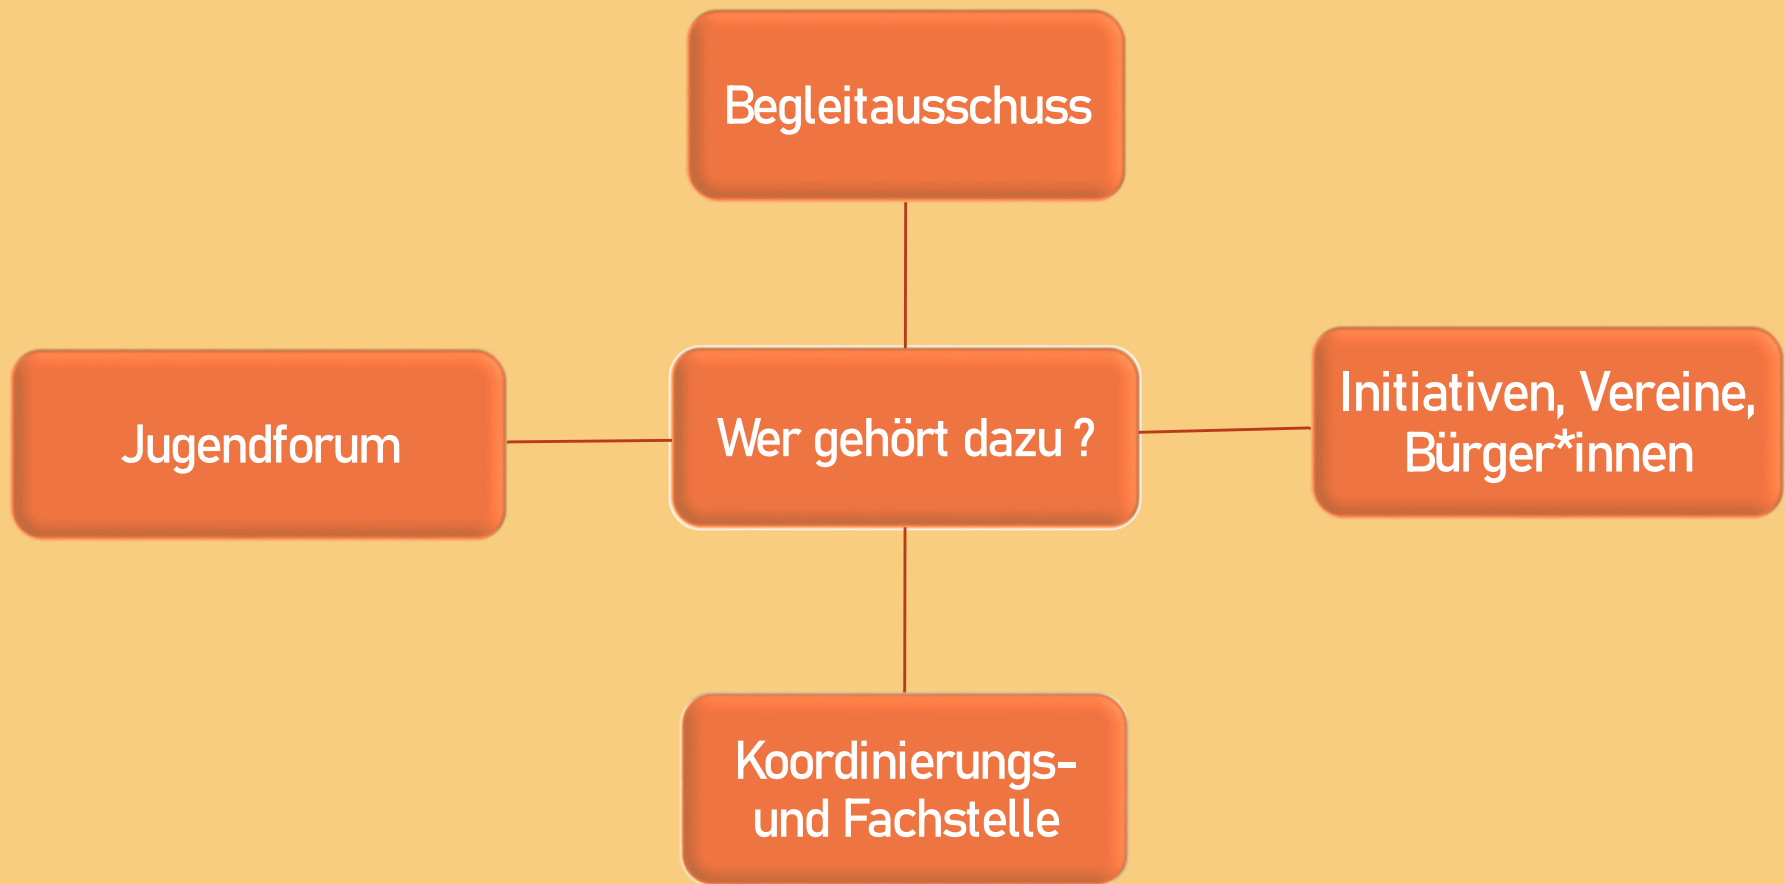 Begleitausschuss
Jugendforum
Wer gehört dazu ?
Initiativen, Vereine,
Bürger*innen
Koordinierungs-
und Fachstelle